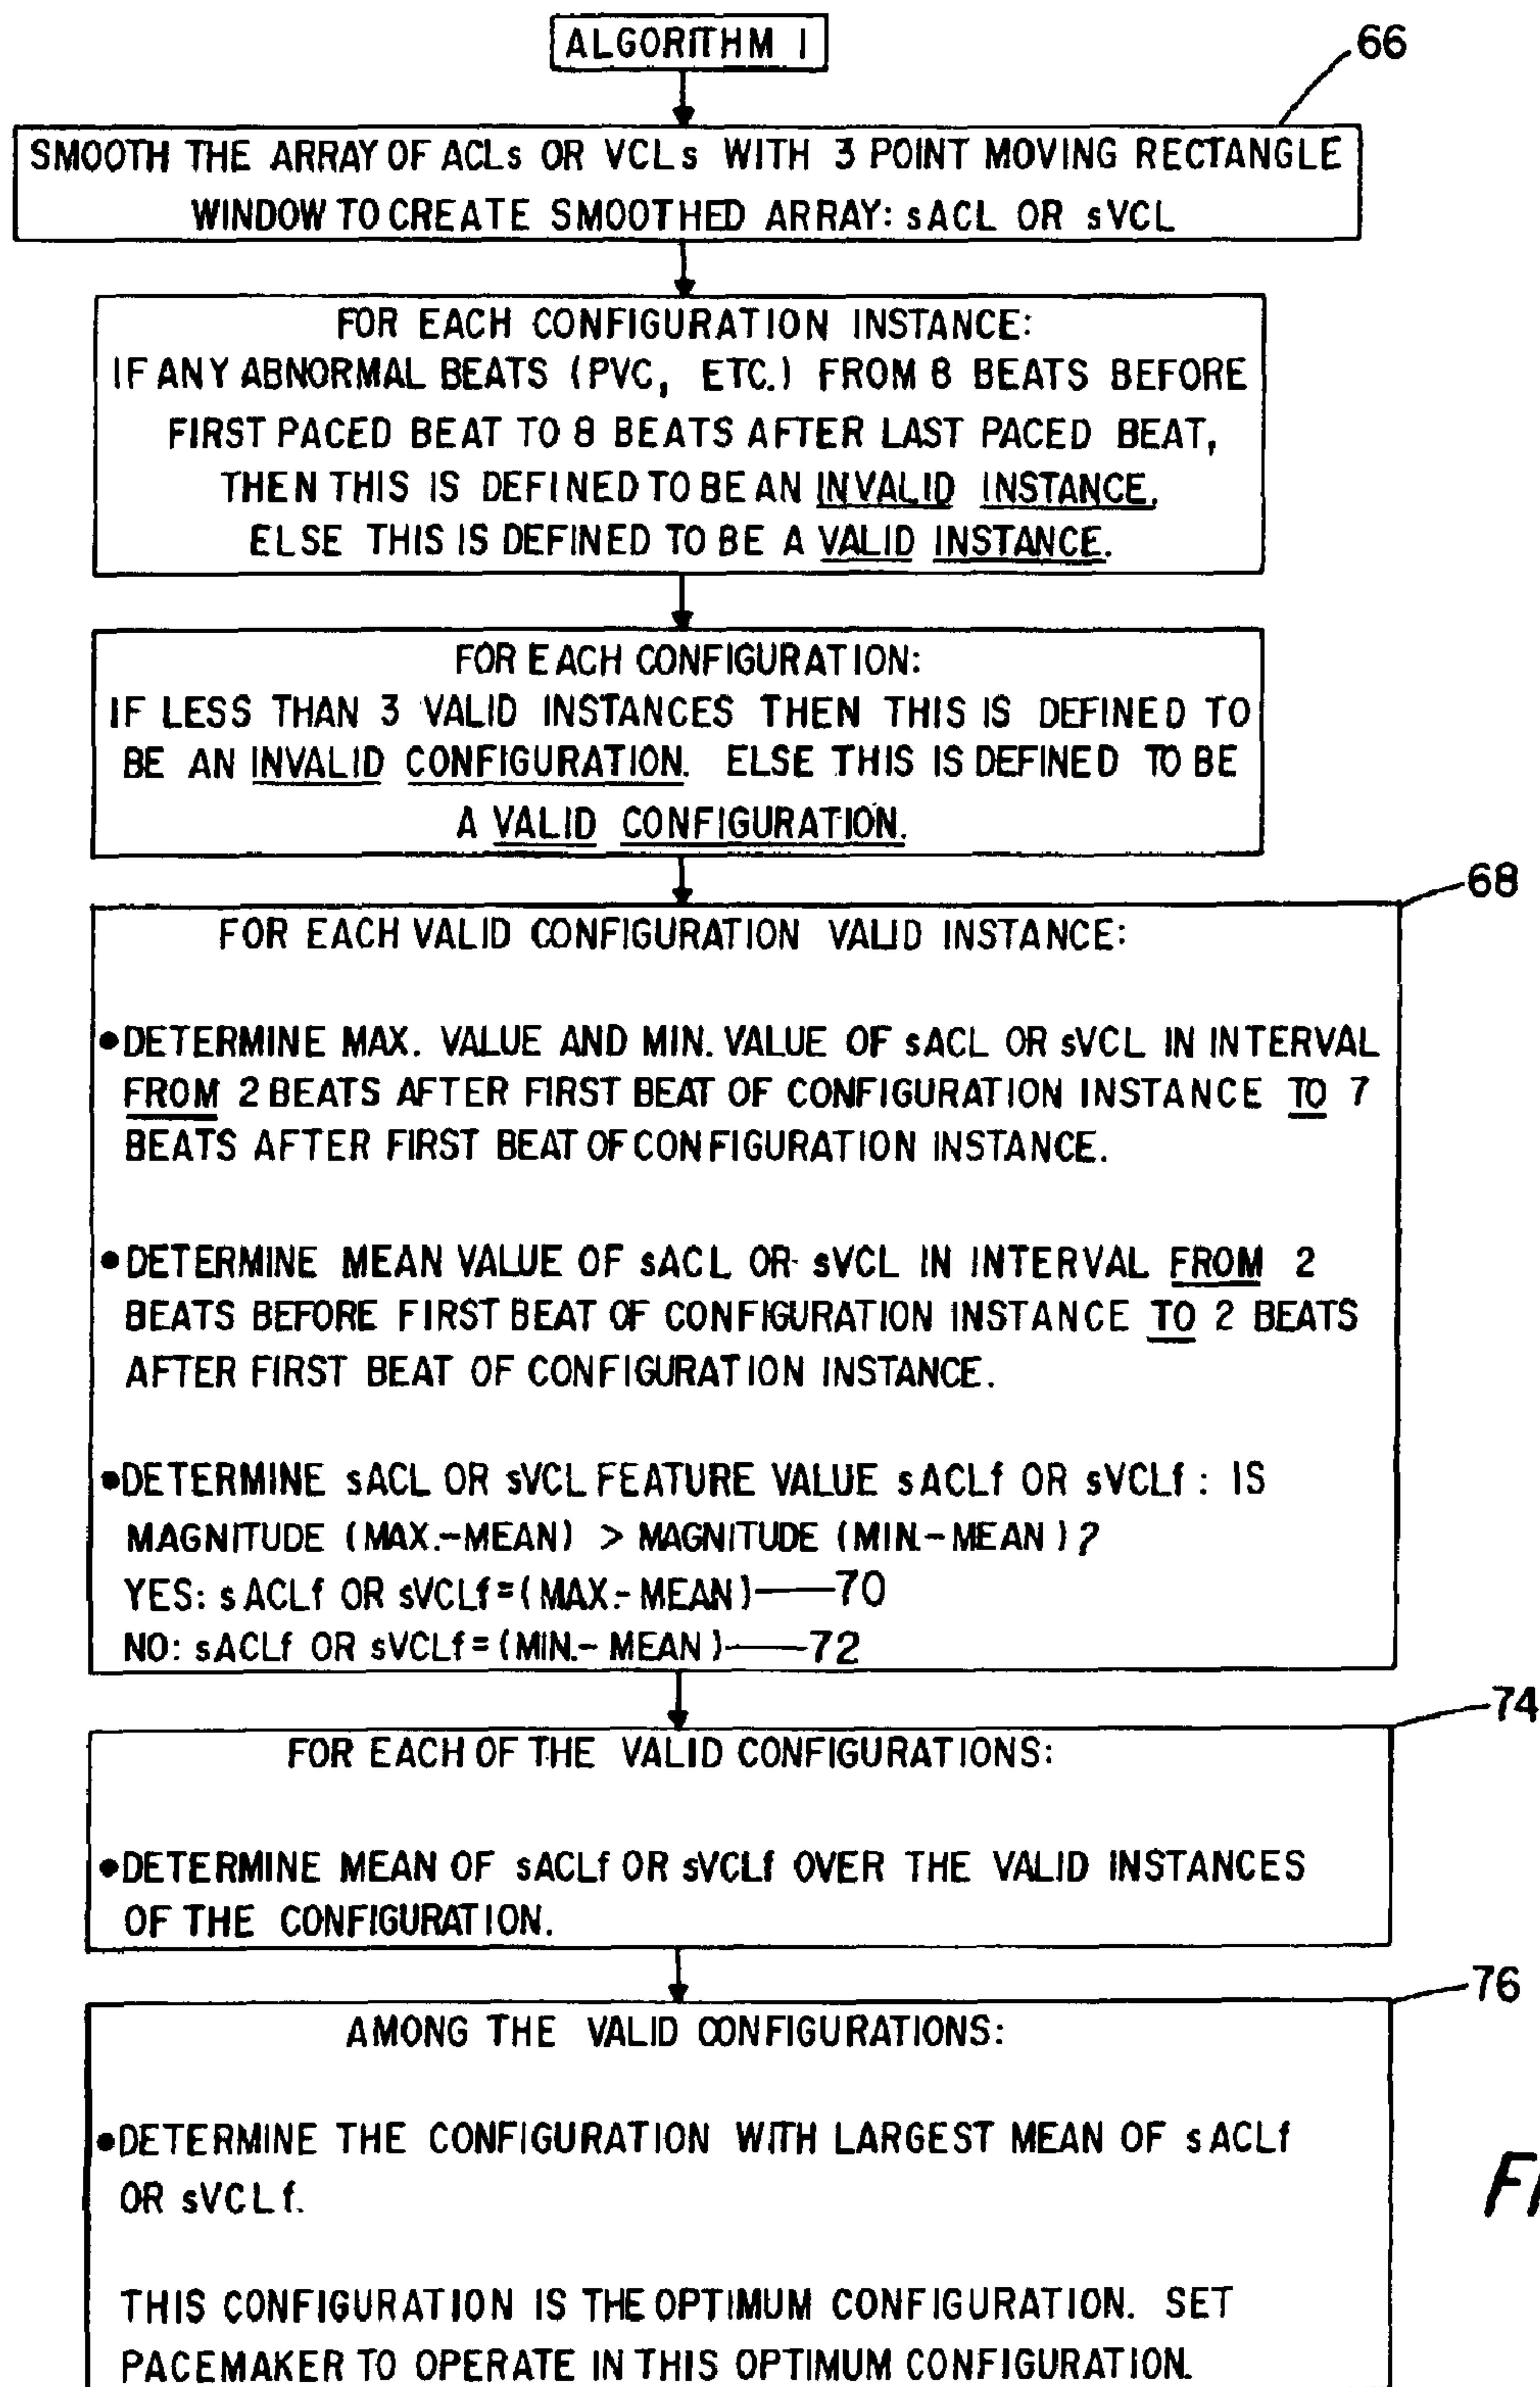 ALGORITHM 1
66
SMOOTH THE ARRAY OF ACLs OR VCLs WITH 3 POINT MOVING RECTANGLE
WINDOW TO CREATE SMOOTHED ARRAY: sACL OR sVCL
FOR EACH CONFIGURATION INSTANCE:
IF ANY ABNORMAL BEATS (PVC, ETC.) FROM 8 BEATS BEFORE
FIRST PACED BEAT TO 8 BEATS AFTER LAST PACED BEAT,
THEN THIS IS DEFINED TO BE AN INVALID INSTANCE.
ELSE THIS IS DEFINED TO BE A VALID INSTANCE.
FOR EACH CONFIGURATION:
IF LESS THAN 3 VALID INSTANCES THEN THIS IS DEFINED TO
BE AN INVALID CONFIGURATION. ELSE THIS IS DEFINED TO BE
A VALID CONFIGURATION.
68
FOR EACH VALID CONFIGURATION VALID INSTANCE:
•DETERMINE MAX. VALUE AND MIN. VALUE OF sACL OR sVCL IN INTERVAL
FROM 2 BEATS AFTER FIRST BEAT OF CONFIGURATION INSTANCE TO 7
BEATS AFTER FIRST BEAT OF CONFIGURATION INSTANCE.
•DETERMINE MEAN VALUE OF sACL OR sVCL IN INTERVAL FROM 2
BEATS BEFORE FIRST BEAT OF CONFIGURATION INSTANCE TO 2 BEATS
AFTER FIRST BEAT OF CONFIGURATION INSTANCE.
•DETERMINE sACL OR sVCL FEATURE VALUE sACLf OR sVCLf: IS
MAGNITUDE (MAX.-MEAN) > MAGNITUDE (MIN.-MEAN)?
YES: sACLf OR sVCLf=(MAX.-MEAN)—70
NO: sACLf OR sVCLf=(MIN.-MEAN)—72
74
FOR EACH OF THE VALID CONFIGURATIONS:
•DETERMINE MEAN OF sACLf OR sVCLf OVER THE VALID INSTANCES
OF THE CONFIGURATION.
76
AMONG THE VALID CONFIGURATIONS:
•DETERMINE THE CONFIGURATION WITH LARGEST MEAN OF sACLf
OR sVCLf.
THIS CONFIGURATION IS THE OPTIMUM CONFIGURATION. SET
PACEMAKER TO OPERATE IN THIS OPTIMUM CONFIGURATION.